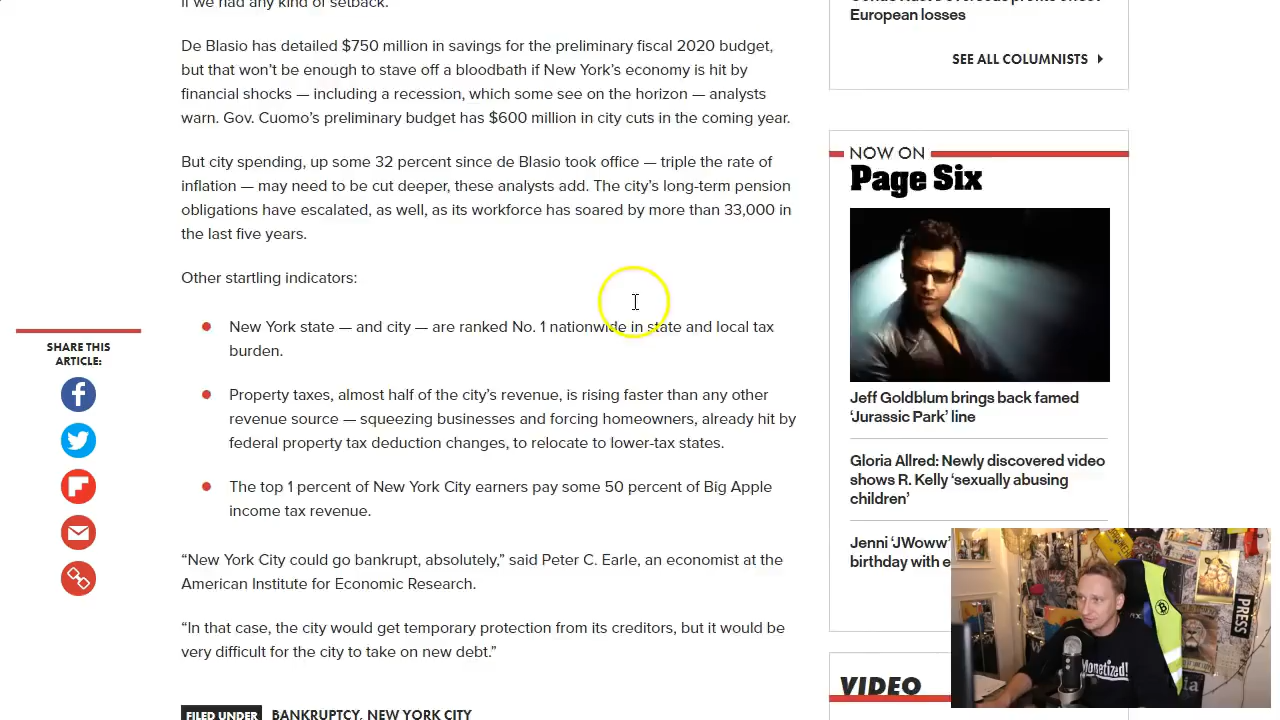 if we had any kind of setback.
De Blasio has detailed $750 million in savings for the preliminary fiscal 2020 budget,
but that won’t be enough to stave off a bloodbath if New York’s economy is hit by
financial shocks — including a recession, which some see on the horizon — analysts
warn. Gov. Cuomo’s preliminary budget has $600 million in city cuts in the coming year.
But city spending, up some 32 percent since de Blasio took office — triple the rate of
inflation — may need to be cut deeper, these analysts add. The city’s long-term pension
obligations have escalated, as well, as its workforce has soared by more than 33,000 in
the last five years.
Other startling indicators:
New York state — and city — are ranked No. 1 nationwide in state and local tax
burden.
Property taxes, almost half of the city’s revenue, is rising faster than any other
revenue source — squeezing businesses and forcing homeowners, already hit by
federal property tax deduction changes, to relocate to lower-tax states.
The top 1 percent of New York City earners pay some 50 percent of Big Apple
income tax revenue.
“New York City could go bankrupt, absolutely,” said Peter C. Earle, an economist at the
American Institute for Economic Research.
“In that case, the city would get temporary protection from its creditors, but it would be
very difficult for the city to take on new debt.”
FILED UNDER BANKRUPTCY, NEW YORK CITY
SHARE THIS
ARTICLE:
European losses
SEE ALL COLUMNISTS
NOW ON
Page Six
Jeff Goldblum brings back famed
‘Jurassic Park’ line
Gloria Allred: Newly discovered video
shows R. Kelly ‘sexually abusing
children’
Jenni ‘JWoww’
birthday with e
VIDEO
PRESS
Monetized!